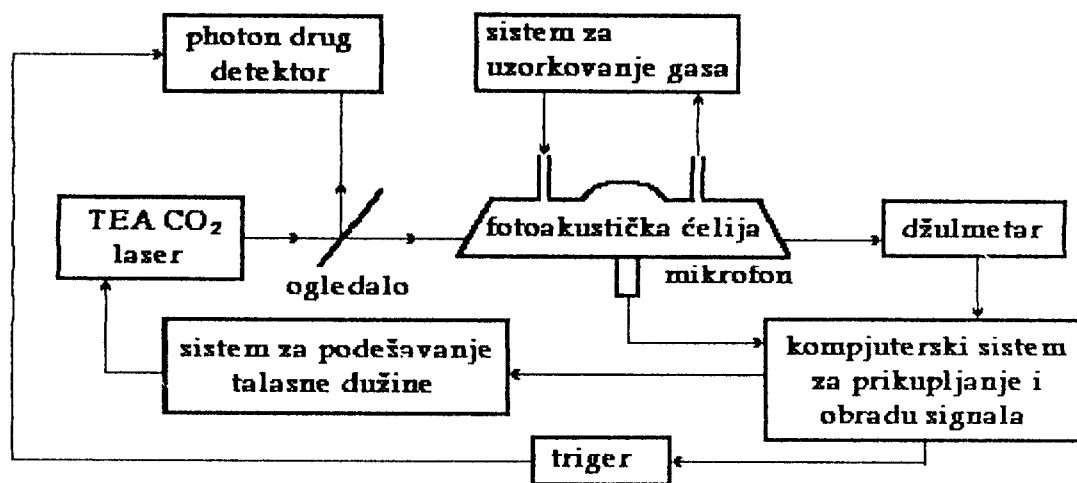 photon drug
detektor
sistem za
uzorkovanje gasa
TEA CO₂
laser
ogledalo
fotoakustička ćelija
mikrofon
džulmetar
sistem za podešavanje
talasne dužine
kompjuterski sistem
za prikupljanje i
obradu signala
triger